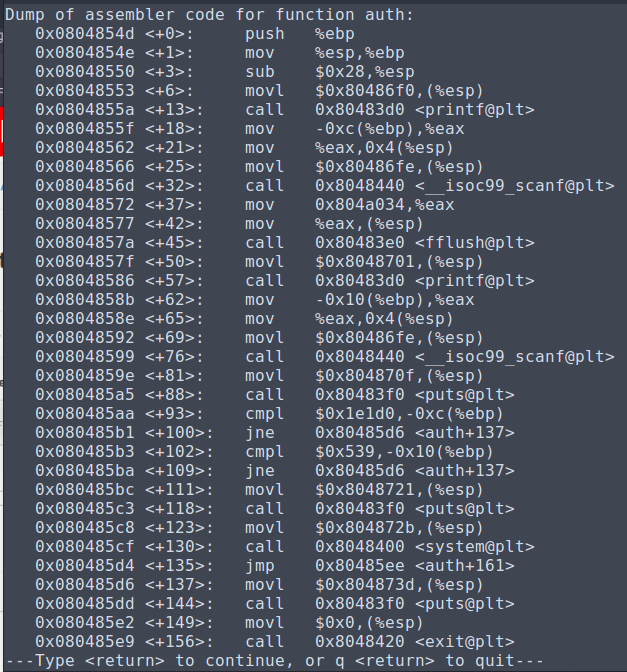 Dump of assembler code for function auth:
0x0804854d <+0>: push %ebp
0x0804854e <+1>: mov %esp,%ebp
0x08048550 <+3>: sub $0x28,%esp
0x08048553 <+6>: movl $0x80486f0,(%esp)
0x0804855a <+13>: call 0x80483d0 <printf@plt>
0x0804855f <+18>: mov -0xc(%ebp),%eax
0x08048562 <+21>: mov %eax,0x4(%esp)
0x08048566 <+25>: movl $0x80486fe,(%esp)
0x0804856d <+32>: call 0x8048440 <__isoc99_scanf@plt>
0x08048572 <+37>: mov 0x804a034,%eax
0x08048577 <+42>: mov %eax,(%esp)
0x0804857a <+45>: call 0x80483e0 <fflush@plt>
0x0804857f <+50>: movl $0x8048701,(%esp)
0x08048586 <+57>: call 0x80483d0 <printf@plt>
0x0804858b <+62>: mov -0x10(%ebp),%eax
0x0804858e <+65>: mov %eax,0x4(%esp)
0x08048592 <+69>: movl $0x80486fe,(%esp)
0x08048599 <+76>: call 0x8048440 <__isoc99_scanf@plt>
0x0804859e <+81>: movl $0x804870f,(%esp)
0x080485a5 <+88>: call 0x80483f0 <puts@plt>
0x080485aa <+93>: cmpl $0x1e1d0,-0xc(%ebp)
0x080485b1 <+100>: jne 0x80485d6 <auth+137>
0x080485b3 <+102>: cmpl $0x539,-0x10(%ebp)
0x080485ba <+109>: jne 0x80485d6 <auth+137>
0x080485bc <+111>: movl $0x8048721,(%esp)
0x080485c3 <+118>: call 0x80483f0 <puts@plt>
0x080485c8 <+123>: movl $0x804872b,(%esp)
0x080485cf <+130>: call 0x8048400 <system@plt>
0x080485d4 <+135>: jmp 0x80485ee <auth+161>
0x080485d6 <+137>: movl $0x804873d,(%esp)
0x080485dd <+144>: call 0x80483f0 <puts@plt>
0x080485e2 <+149>: movl $0x0,(%esp)
0x080485e9 <+156>: call 0x8048420 <exit@plt>
---Type <return> to continue, or q <return> to quit---